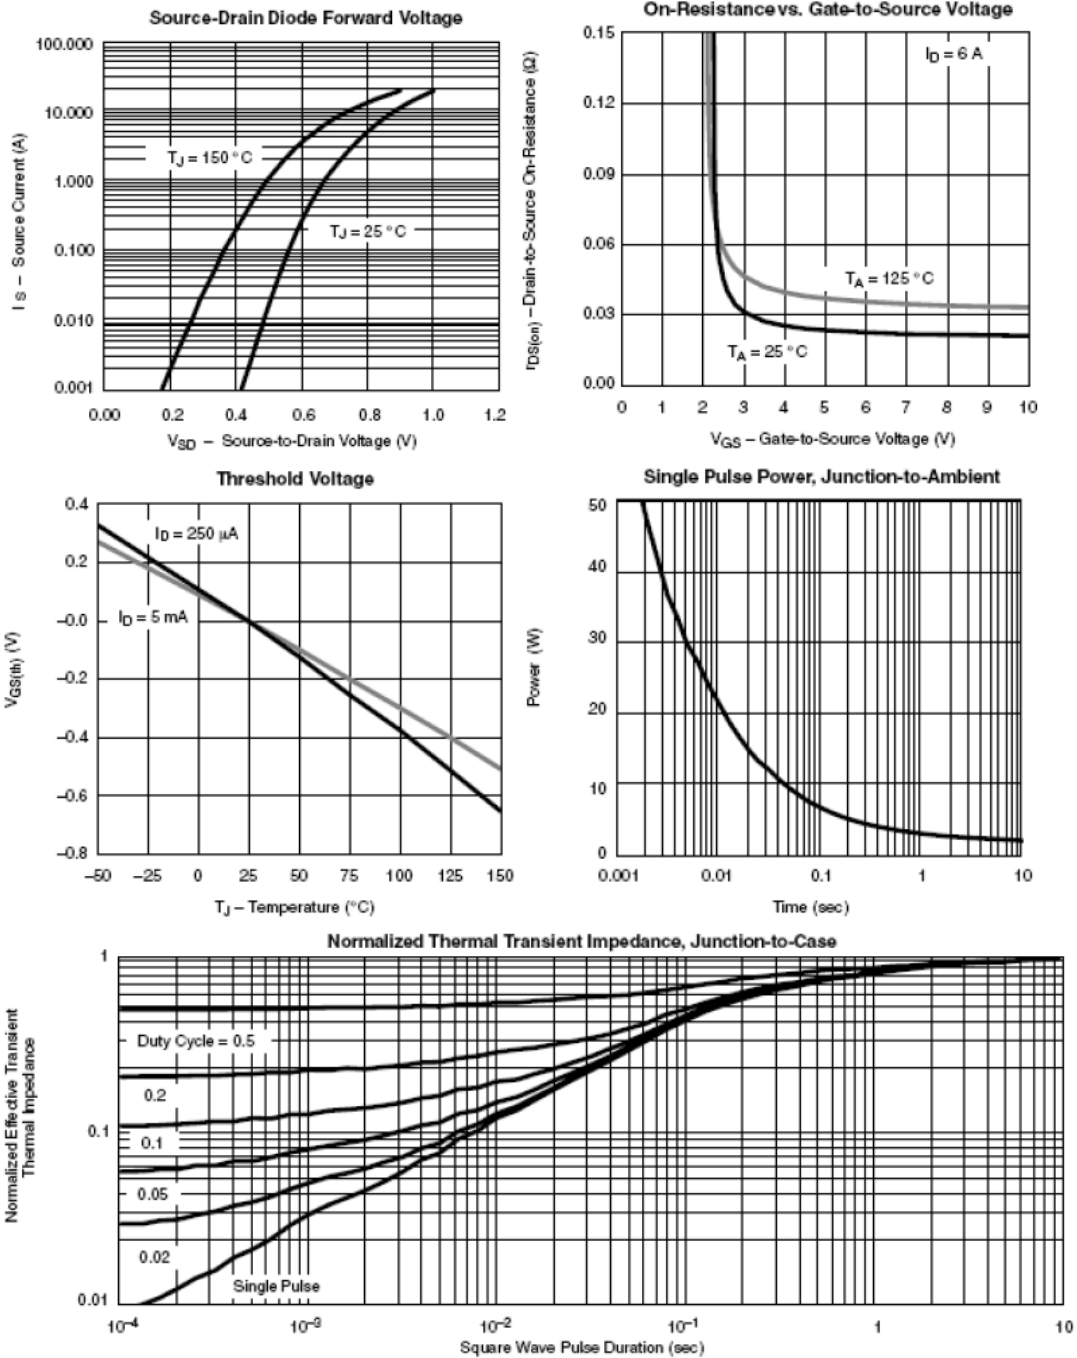 Source-Drain Diode Forward Voltage
100.000
10.000
1.000
0.100
0.010
0.001
I S – Source Current (A)
TJ = 150 °C
TJ = 25 °C
0.00 0.2 0.4 0.6 0.8 1.0 1.2
VSD – Source-to-Drain Voltage (V)
On-Resistance vs. Gate-to-Source Voltage
0.15
0.12
0.09
0.06
0.03
0.00
rDS(on) – Drain-to-Source On-Resistance (Ω)
ID = 6 A
TA = 125 °C
TA = 25 °C
0 1 2 3 4 5 6 7 8 9 10
VGS – Gate-to-Source Voltage (V)
Threshold Voltage
0.4
0.2
–0.0
–0.2
–0.4
–0.6
–0.8
VGS(th) (V)
ID = 250 µA
ID = 5 mA
–50 –25 0 25 50 75 100 125 150
TJ – Temperature (°C)
Single Pulse Power, Junction-to-Ambient
50
40
30
20
10
0
Power (W)
0.001 0.01 0.1 1 10
Time (sec)
Normalized Thermal Transient Impedance, Junction-to-Case
1
0.1
0.01
Normalized Effective Transient
Thermal Impedance
Duty Cycle = 0.5
0.2
0.1
0.05
0.02
Single Pulse
10–4 10–3 10–2 10–1 1 10
Square Wave Pulse Duration (sec)